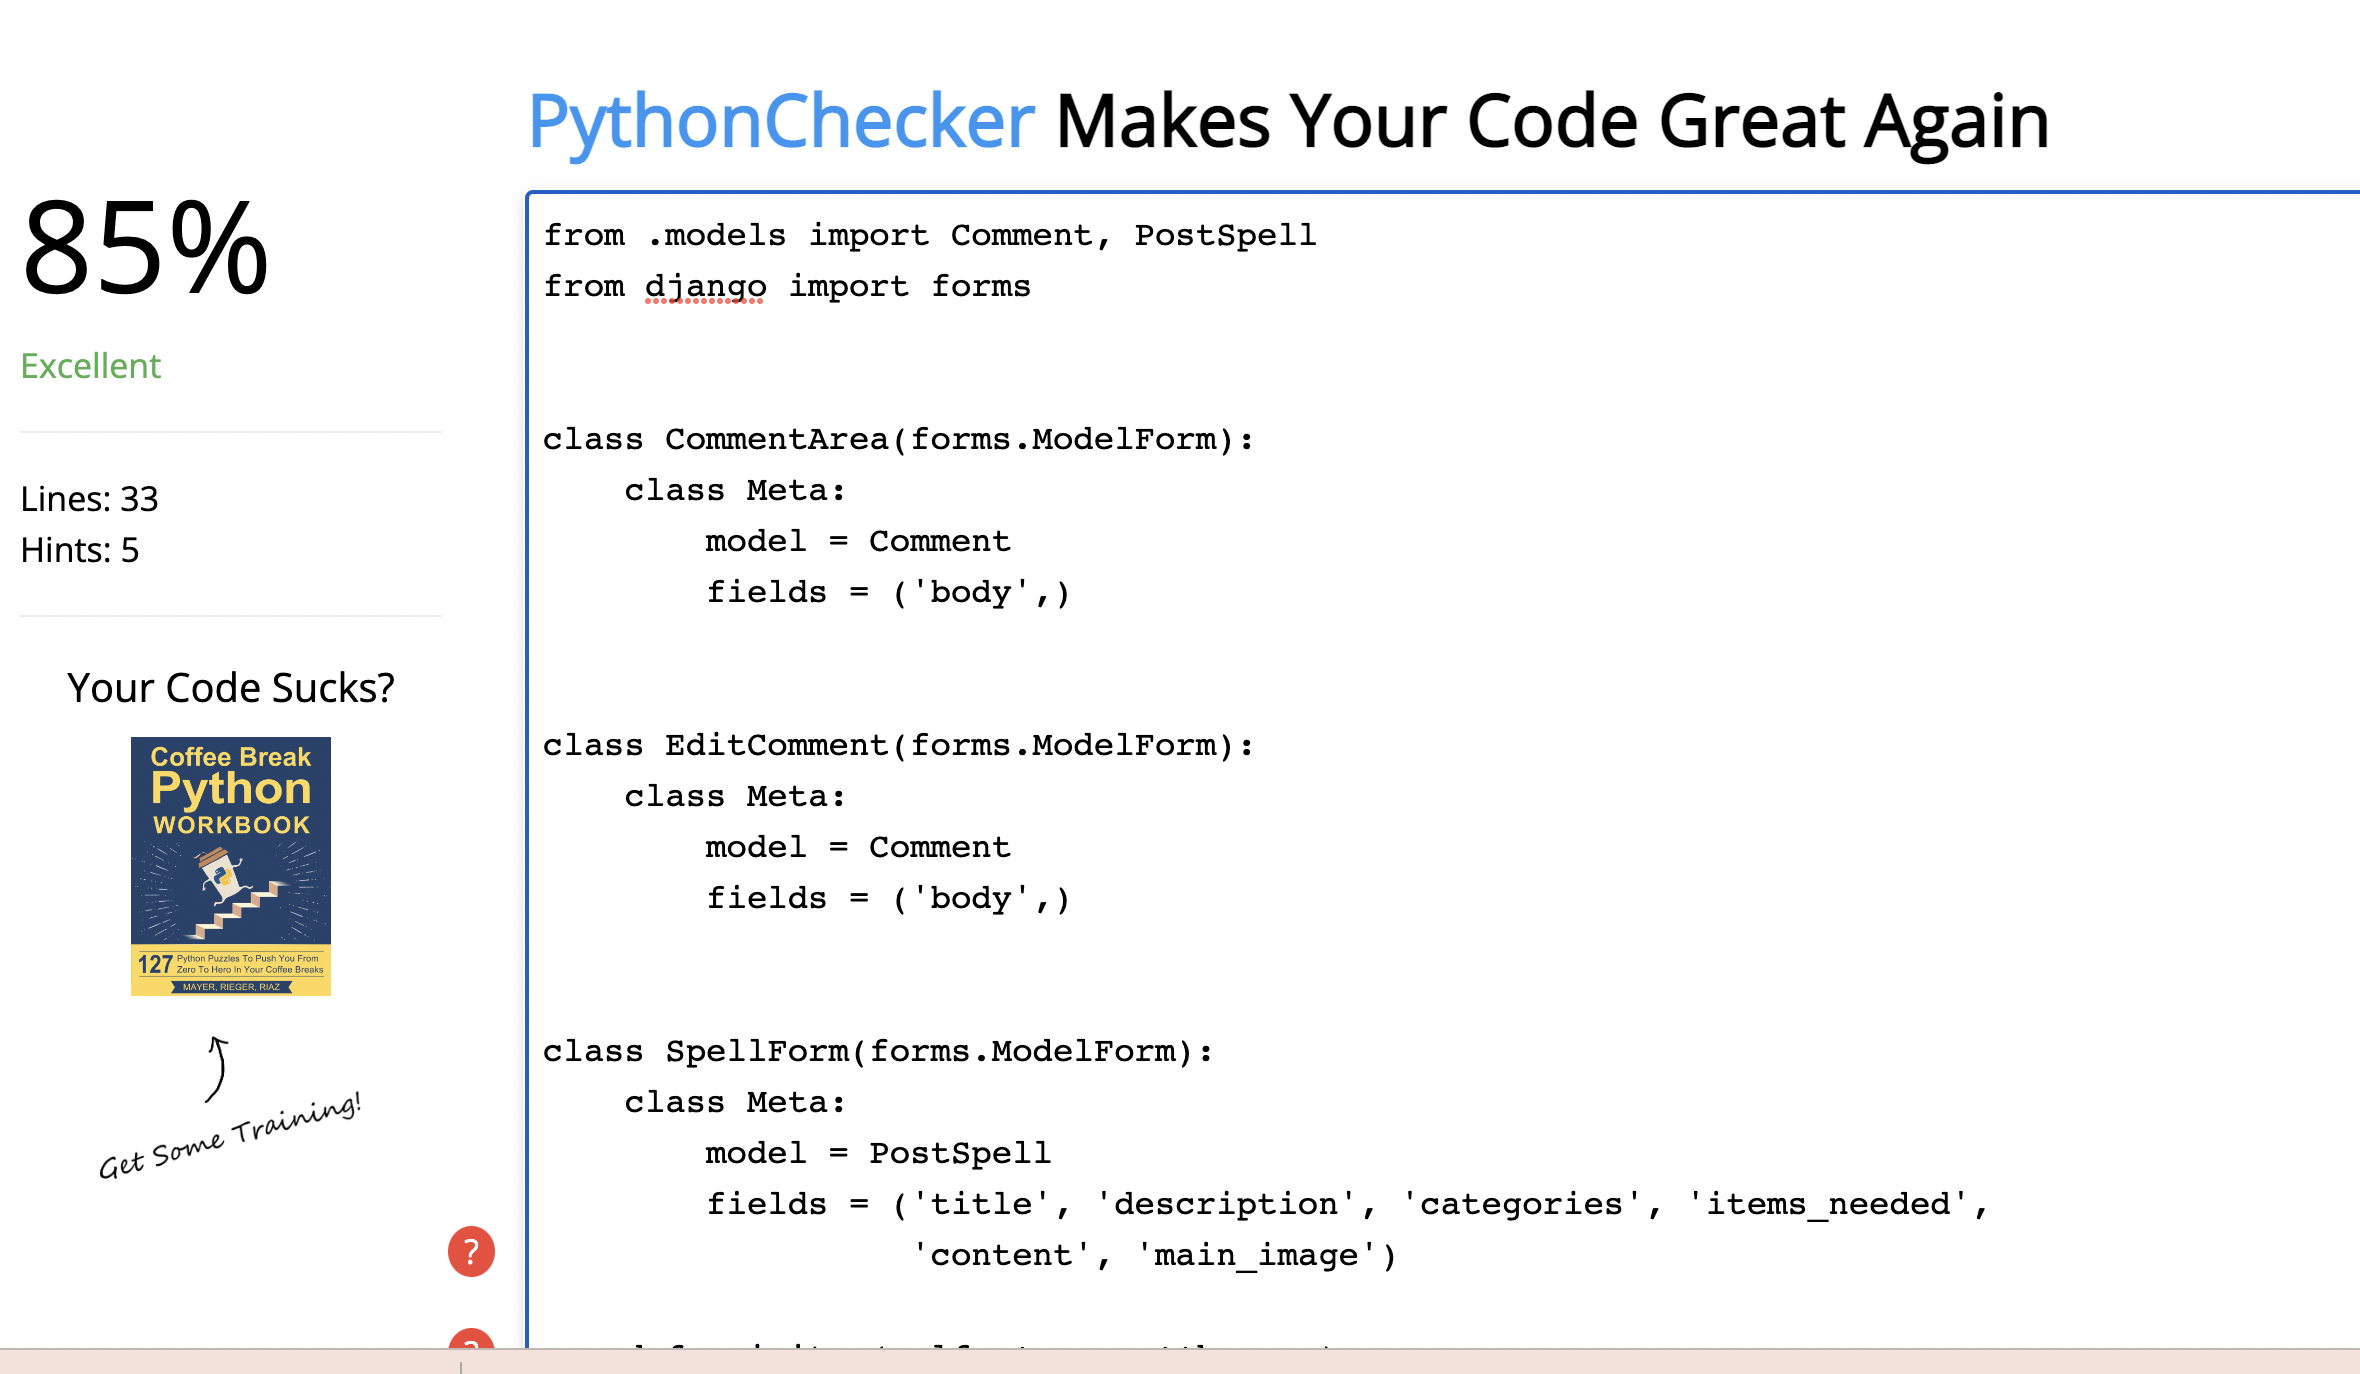 PythonChecker Makes Your Code Great Again
85%
Excellent
Lines: 33
Hints: 5
Your Code Sucks?
Coffee Break
Python
WORKBOOK
127 Python Puzzles To Push You From
Zero To Hero In Your Coffee Breaks
MAYER, RIEGER, RIAZ
Get Some Training!
?
from .models import Comment, PostSpell
from django import forms
class CommentArea(forms.ModelForm):
    class Meta:
        model = Comment
        fields = ('body',)
class EditComment(forms.ModelForm):
    class Meta:
        model = Comment
        fields = ('body',)
class SpellForm(forms.ModelForm):
    class Meta:
        model = PostSpell
        fields = ('title', 'description', 'categories', 'items_needed',
                  'content', 'main_image')